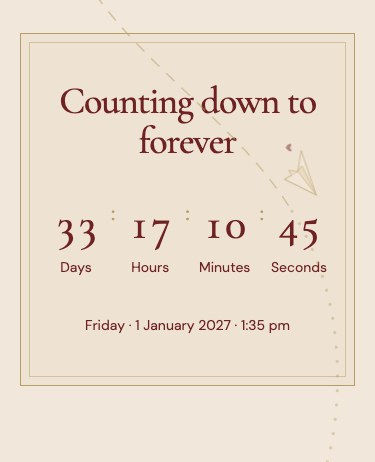 Counting down to
forever
33 : 17 : 10 : 45
Days Hours Minutes Seconds
Friday · 1 January 2027 · 1:35 pm